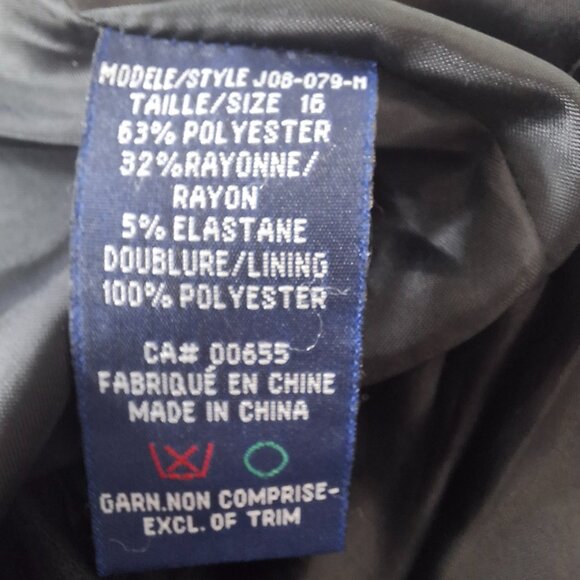 MODELE/STYLE J08-079-H
TAILLE/SIZE 16
63% POLYESTER
32%RAYONNE/
RAYON
5% ELASTANE
DOUBLURE/LINING
100% POLYESTER
CA# 00655
FABRIQUÉ EN CHINE
MADE IN CHINA
GARN.NON COMPRISE-
EXCL. OF TRIM